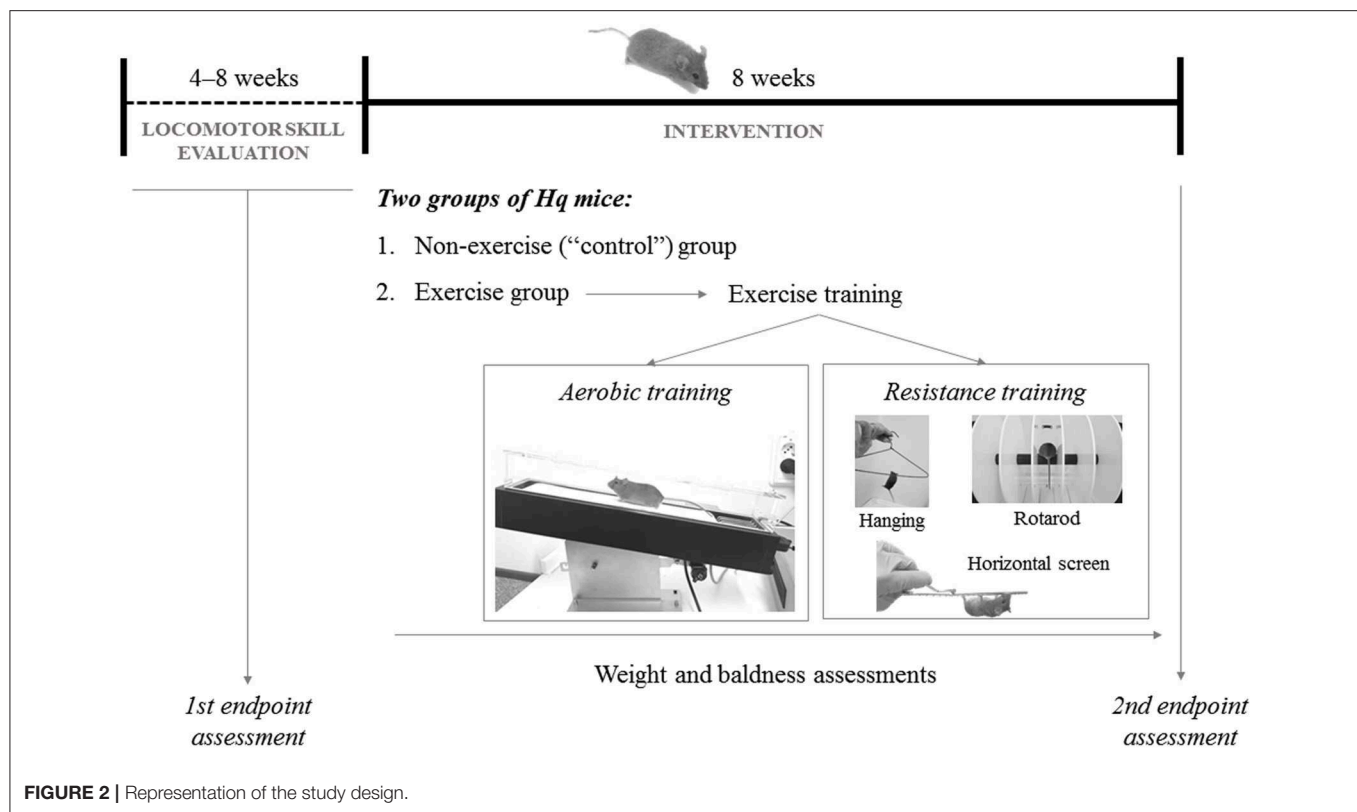 4–8 weeks
8 weeks
LOCOMOTOR SKILL
EVALUATION
INTERVENTION
Two groups of Hq mice:
1. Non-exercise (“control”) group
2. Exercise group
Exercise training
Aerobic training
Resistance training
Hanging
Rotarod
Horizontal screen
Weight and baldness assessments
1st endpoint
assessment
2nd endpoint
assessment
FIGURE 2 | Representation of the study design.